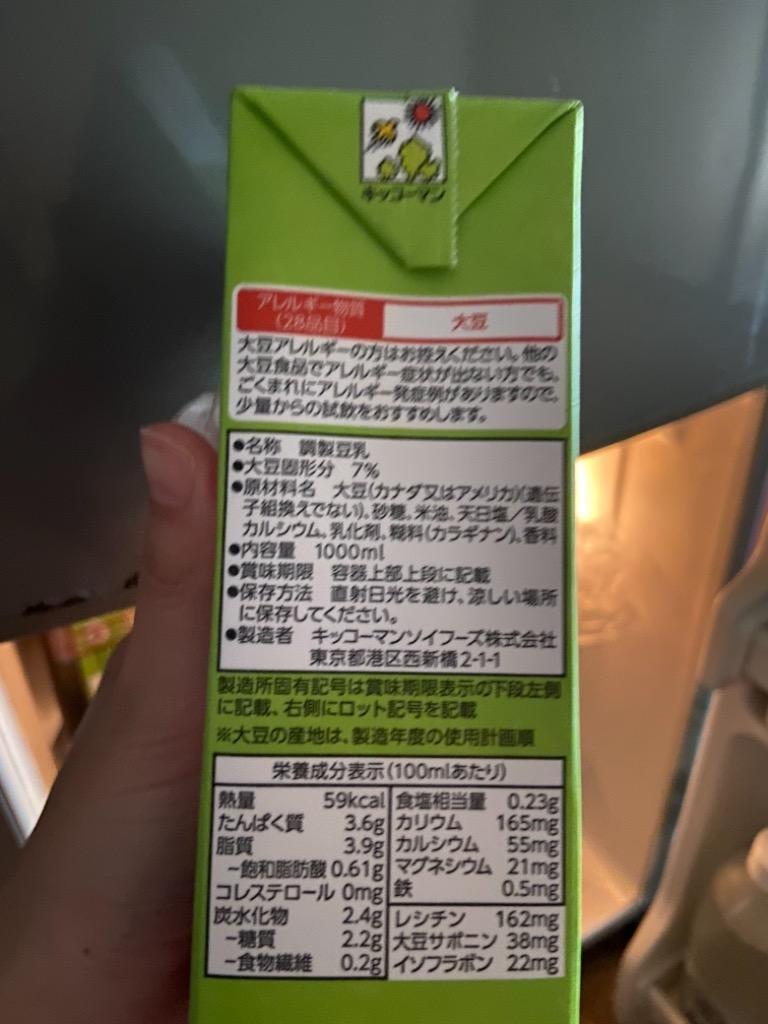 キッコーマン
アレルギー物質
(28品目)
大豆
大豆アレルギーの方はお控えください。他の
大豆食品でアレルギー症状が出ない方でも、
ごくまれにアレルギー発症例がありますので、
少量からの試飲をおすすめします。
●名称 調製豆乳
●大豆固形分 7%
●原材料名 大豆(カナダ又はアメリカ)(遺伝
子組換えでない)、砂糖、米油、天日塩/乳酸
カルシウム、乳化剤、糊料(カラギナン)、香料
●内容量 1000ml
●賞味期限 容器上部上段に記載
●保存方法 直射日光を避け、涼しい場所
に保存してください。
●製造者 キッコーマンソイフーズ株式会社
東京都港区西新橋2-1-1
製造所固有記号は賞味期限表示の下段左側
に記載、右側にロット記号を記載
※大豆の産地は、製造年度の使用計画順
栄養成分表示(100mlあたり)
熱量 59kcal
たんぱく質 3.6g
脂質 3.9g
-飽和脂肪酸 0.61g
コレステロール 0mg
炭水化物 2.4g
-糖質 2.2g
-食物繊維 0.2g
食塩相当量 0.23g
カリウム 165mg
カルシウム 55mg
マグネシウム 21mg
鉄 0.5mg
レシチン 162mg
大豆サポニン 38mg
イソフラボン 22mg